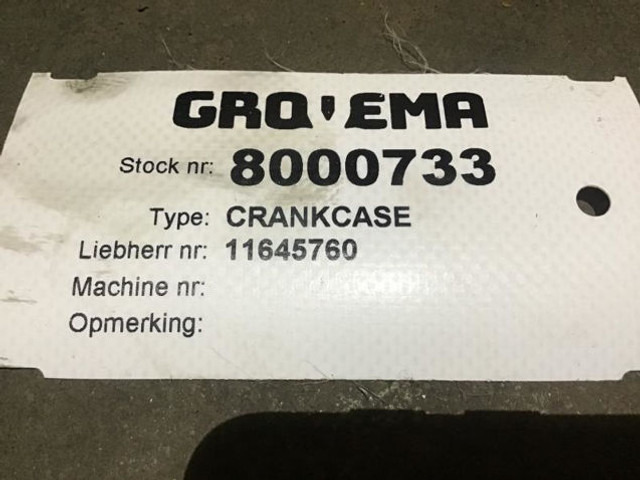 GRO EMA
Stock nr: 8000733
Type: CRANKCASE
Liebherr nr: 11645760
Machine nr:
Opmerking: